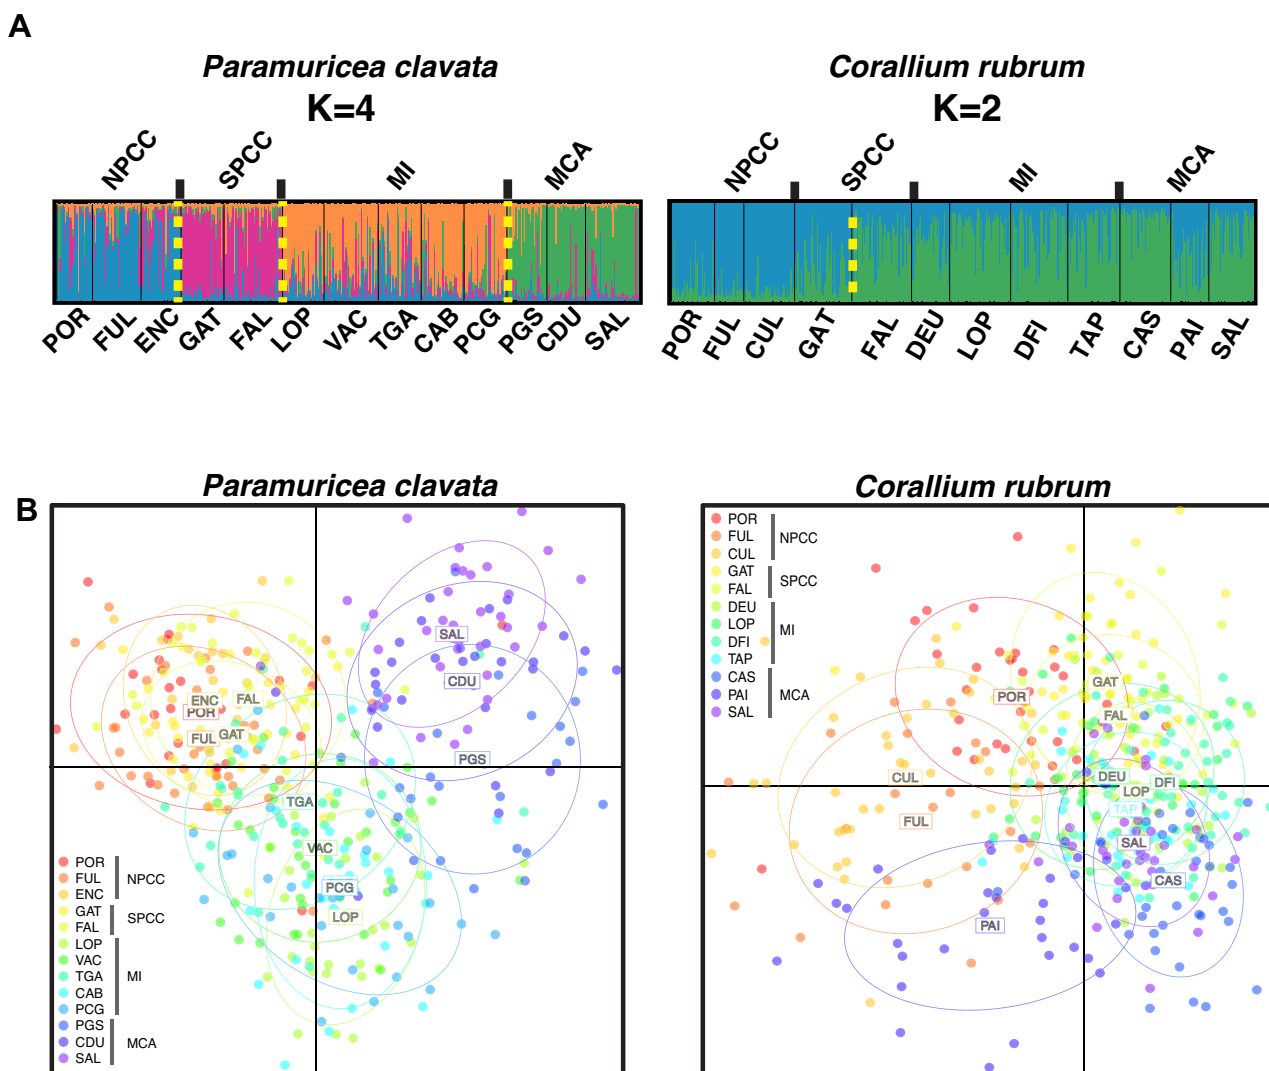 A
Paramuricea clavata
K=4
NPCC
SPCC
MI
MCA
POR
FUL
ENC
GAT
FAL
LOP
VAC
TGA
CAB
PCG
PGS
CDU
SAL
Corallium rubrum
K=2
NPCC
SPCC
MI
MCA
POR
FUL
CUL
GAT
FAL
DEU
LOP
DFI
TAP
CAS
PAI
SAL
B
Paramuricea clavata
SAL
CDU
PGS
ENC
FAL
POR
FUL
GAT
TGA
VAC
PCG
LOP
POR
FUL
ENC
NPCC
GAT
FAL
SPCC
LOP
VAC
TGA
CAB
PCG
MI
PGS
CDU
SAL
MCA
Corallium rubrum
POR
FUL
CUL
NPCC
GAT
FAL
SPCC
DEU
LOP
DFI
TAP
MI
CAS
PAI
SAL
MCA
GAT
POR
FAL
CUL
DEU
DFI
LOP
TAP
FUL
SAL
CAS
PAI